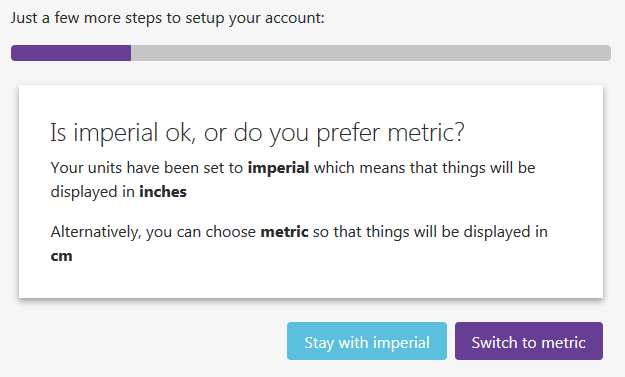 Just a few more steps to setup your account:
Is imperial ok, or do you prefer metric?
Your units have been set to imperial which means that things will be
displayed in inches
Alternatively, you can choose metric so that things will be displayed in
cm
Stay with imperial
Switch to metric